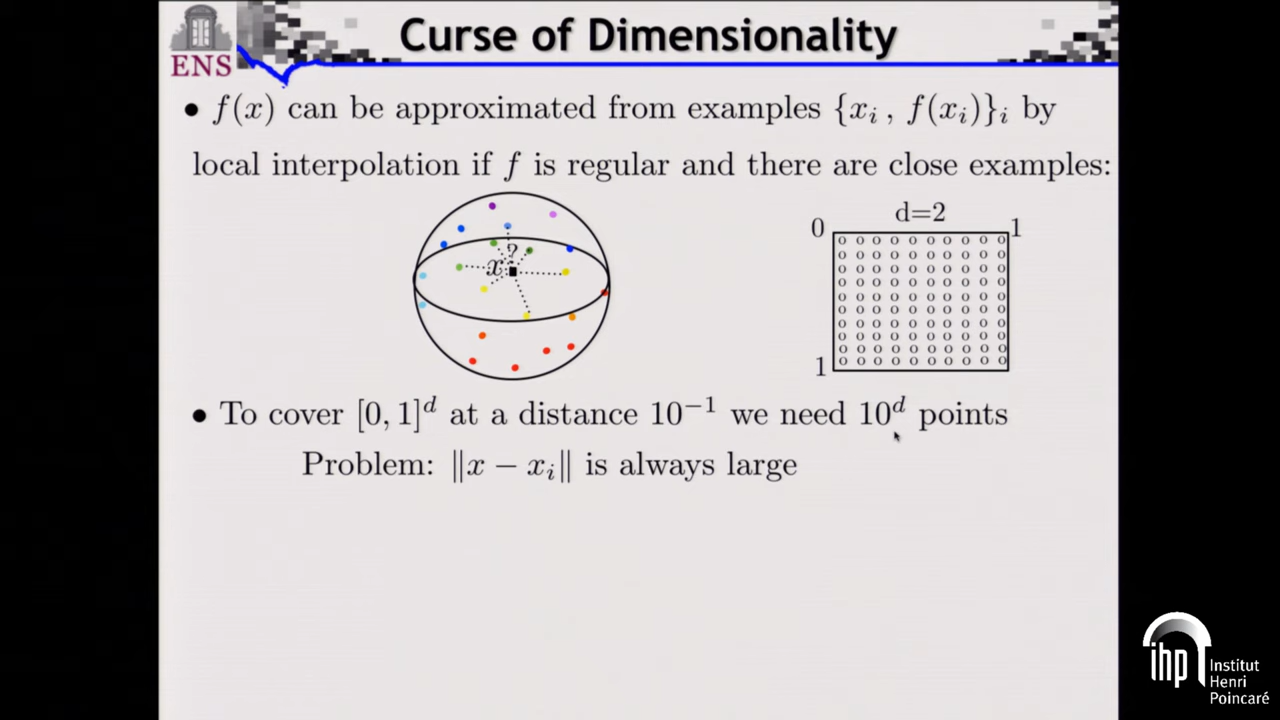 Curse of Dimensionality
ENS
• f(x) can be approximated from examples {xᵢ , f(xᵢ)}ᵢ by
local interpolation if f is regular and there are close examples:
d=2
0 1
?
x
1
• To cover [0, 1]ᵈ at a distance 10⁻¹ we need 10ᵈ points
Problem: ‖x − xᵢ‖ is always large
ihp
Institut
Henri
Poincaré